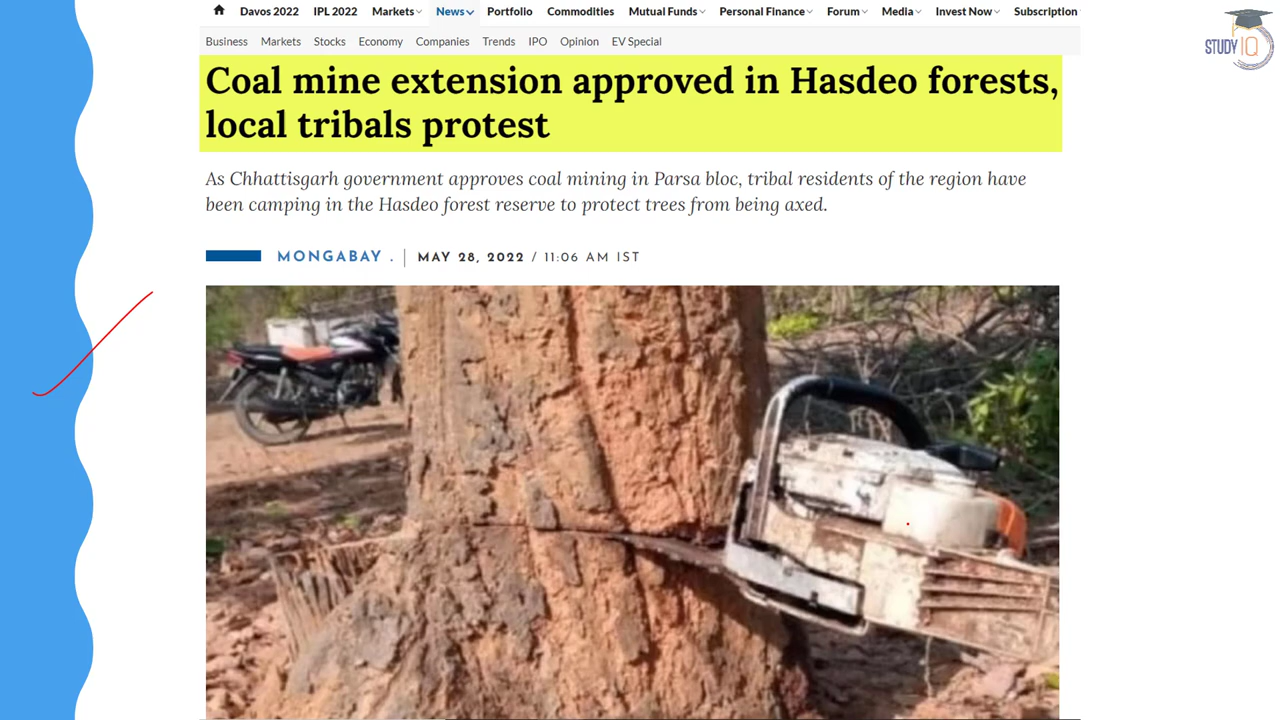 Davos 2022 IPL 2022 Markets News Portfolio Commodities Mutual Funds Personal Finance Forum Media Invest Now Subscription
STUDY IQ
Business Markets Stocks Economy Companies Trends IPO Opinion EV Special
Coal mine extension approved in Hasdeo forests,
local tribals protest
As Chhattisgarh government approves coal mining in Parsa bloc, tribal residents of the region have
been camping in the Hasdeo forest reserve to protect trees from being axed.
MONGABAY . | MAY 28, 2022 / 11:06 AM IST